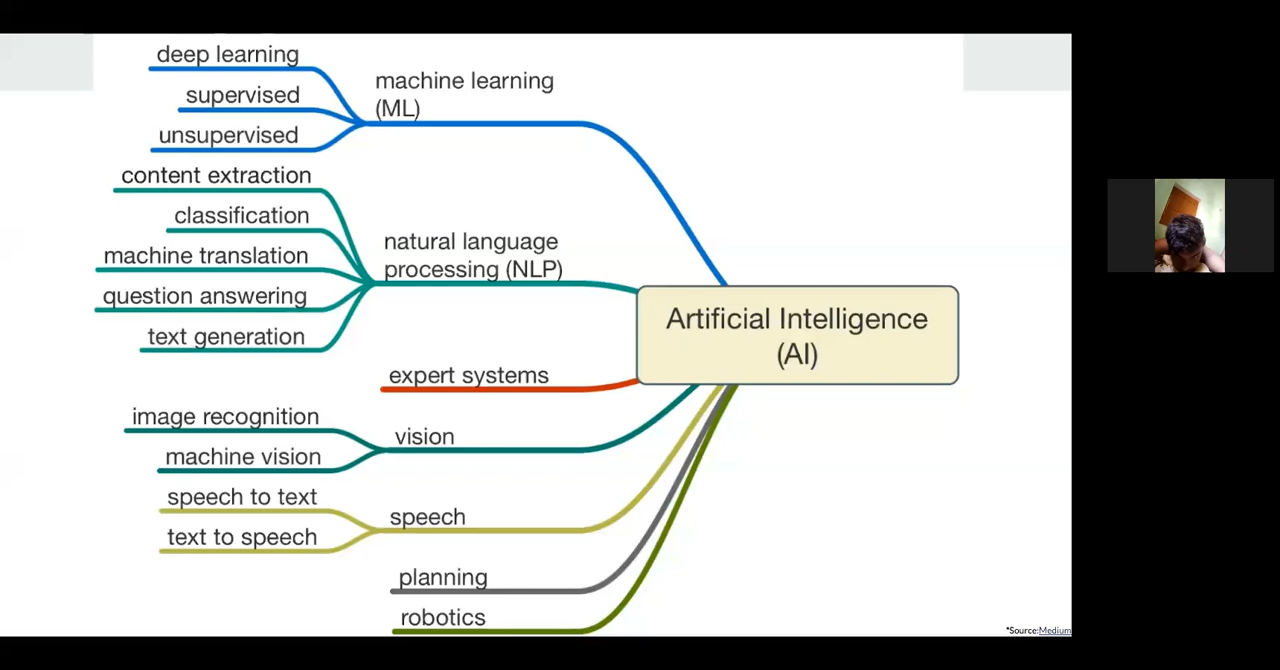 deep learning
supervised
unsupervised
machine learning
(ML)
content extraction
classification
machine translation
question answering
text generation
natural language
processing (NLP)
Artificial Intelligence
(AI)
expert systems
image recognition
machine vision
vision
speech to text
text to speech
speech
planning
robotics
*Source:Medium